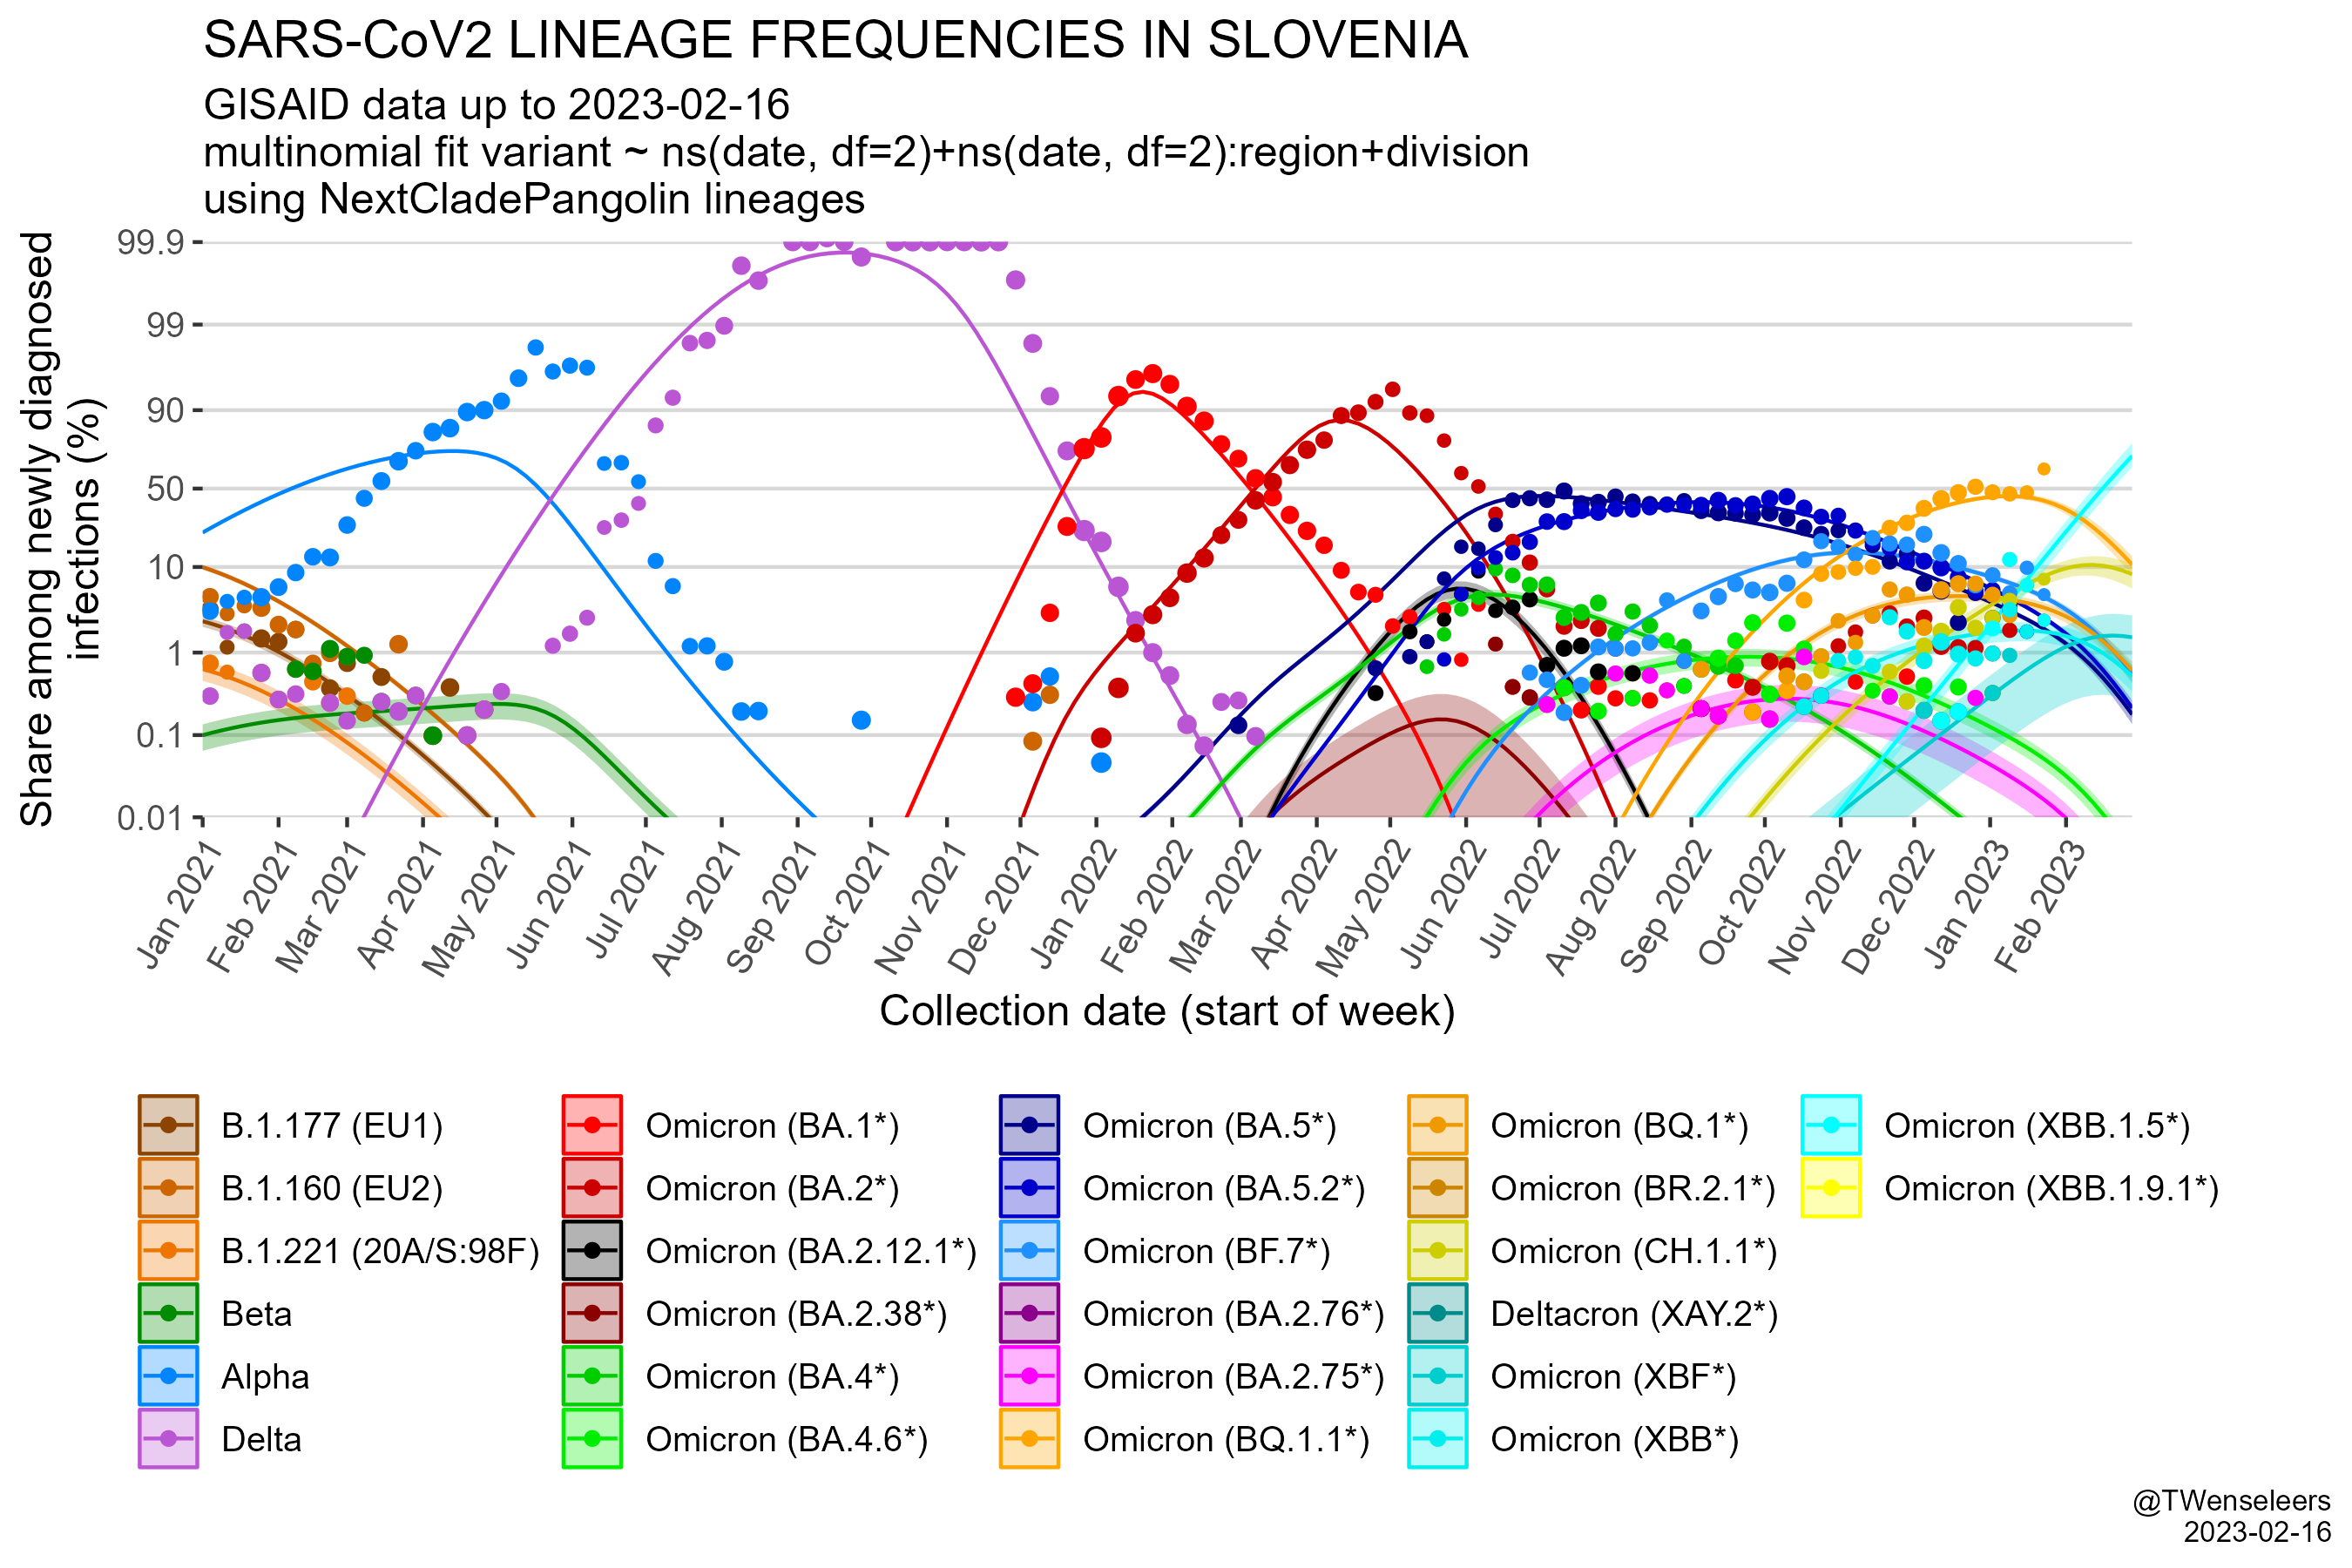 SARS-CoV2 LINEAGE FREQUENCIES IN SLOVENIA
GISAID data up to 2023-02-16
multinomial fit variant ~ ns(date, df=2)+ns(date, df=2):region+division
using NextCladePangolin lineages
Share among newly diagnosed
infections (%)
99.9
99
90
50
10
1
0.1
0.01
Jan 2021
Feb 2021
Mar 2021
Apr 2021
May 2021
Jun 2021
Jul 2021
Aug 2021
Sep 2021
Oct 2021
Nov 2021
Dec 2021
Jan 2022
Feb 2022
Mar 2022
Apr 2022
May 2022
Jun 2022
Jul 2022
Aug 2022
Sep 2022
Oct 2022
Nov 2022
Dec 2022
Jan 2023
Feb 2023
Collection date (start of week)
B.1.177 (EU1)
B.1.160 (EU2)
B.1.221 (20A/S:98F)
Beta
Alpha
Delta
Omicron (BA.1*)
Omicron (BA.2*)
Omicron (BA.2.12.1*)
Omicron (BA.2.38*)
Omicron (BA.4*)
Omicron (BA.4.6*)
Omicron (BA.5*)
Omicron (BA.5.2*)
Omicron (BF.7*)
Omicron (BA.2.76*)
Omicron (BA.2.75*)
Omicron (BQ.1.1*)
Omicron (BQ.1*)
Omicron (BR.2.1*)
Omicron (CH.1.1*)
Deltacron (XAY.2*)
Omicron (XBF*)
Omicron (XBB*)
Omicron (XBB.1.5*)
Omicron (XBB.1.9.1*)
@TWenseleers
2023-02-16